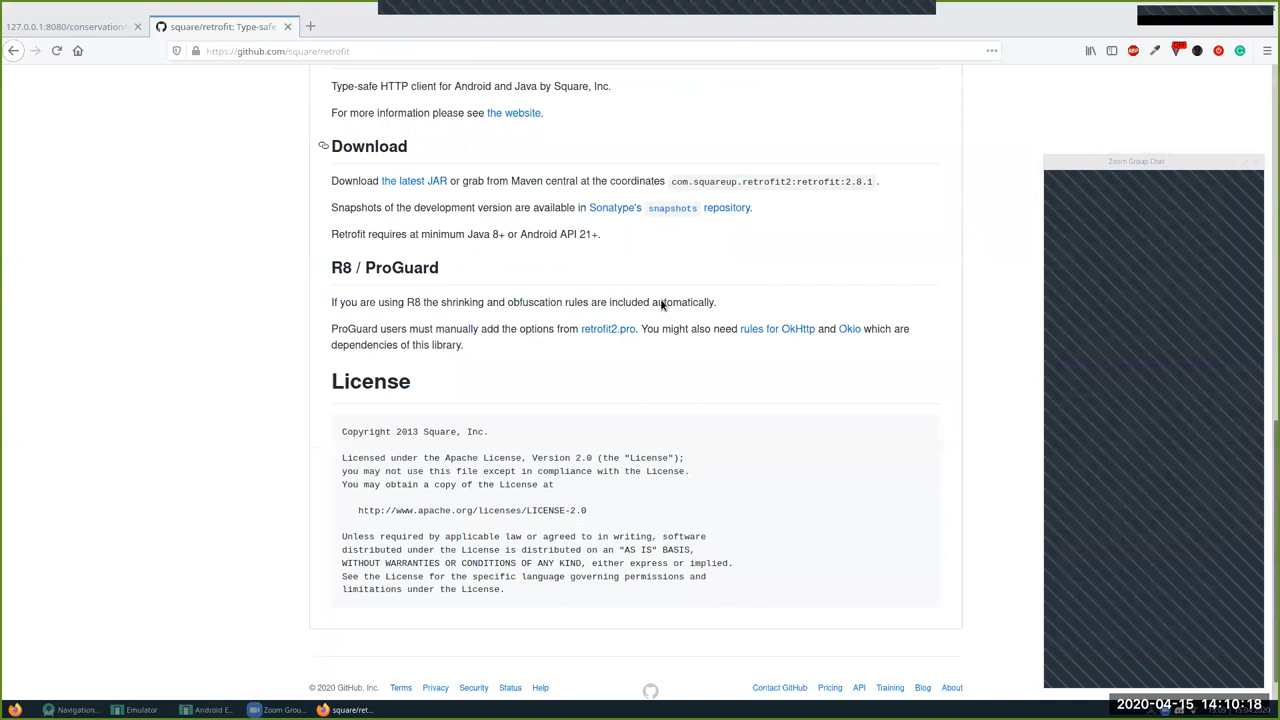 127.0.0.1:8080/conservation/
square/retrofit: Type-safe
https://github.com/square/retrofit
Type-safe HTTP client for Android and Java by Square, Inc.
For more information please see the website.
Download
Download the latest JAR or grab from Maven central at the coordinates com.squareup.retrofit2:retrofit:2.8.1.
Snapshots of the development version are available in Sonatype's snapshots repository.
Retrofit requires at minimum Java 8+ or Android API 21+.
R8 / ProGuard
If you are using R8 the shrinking and obfuscation rules are included automatically.
ProGuard users must manually add the options from retrofit2.pro. You might also need rules for OkHttp and Okio which are
dependencies of this library.
License
Copyright 2013 Square, Inc.
Licensed under the Apache License, Version 2.0 (the "License");
you may not use this file except in compliance with the License.
You may obtain a copy of the License at
http://www.apache.org/licenses/LICENSE-2.0
Unless required by applicable law or agreed to in writing, software
distributed under the License is distributed on an "AS IS" BASIS,
WITHOUT WARRANTIES OR CONDITIONS OF ANY KIND, either express or implied.
See the License for the specific language governing permissions and
limitations under the License.
© 2020 GitHub, Inc. Terms Privacy Security Status Help
Contact GitHub Pricing API Training Blog About
Zoom Group Chat
ABP
OFF
Navigation...
Emulator
Android E...
Zoom Grou...
square/ret...
2020-04-15 14:10:18